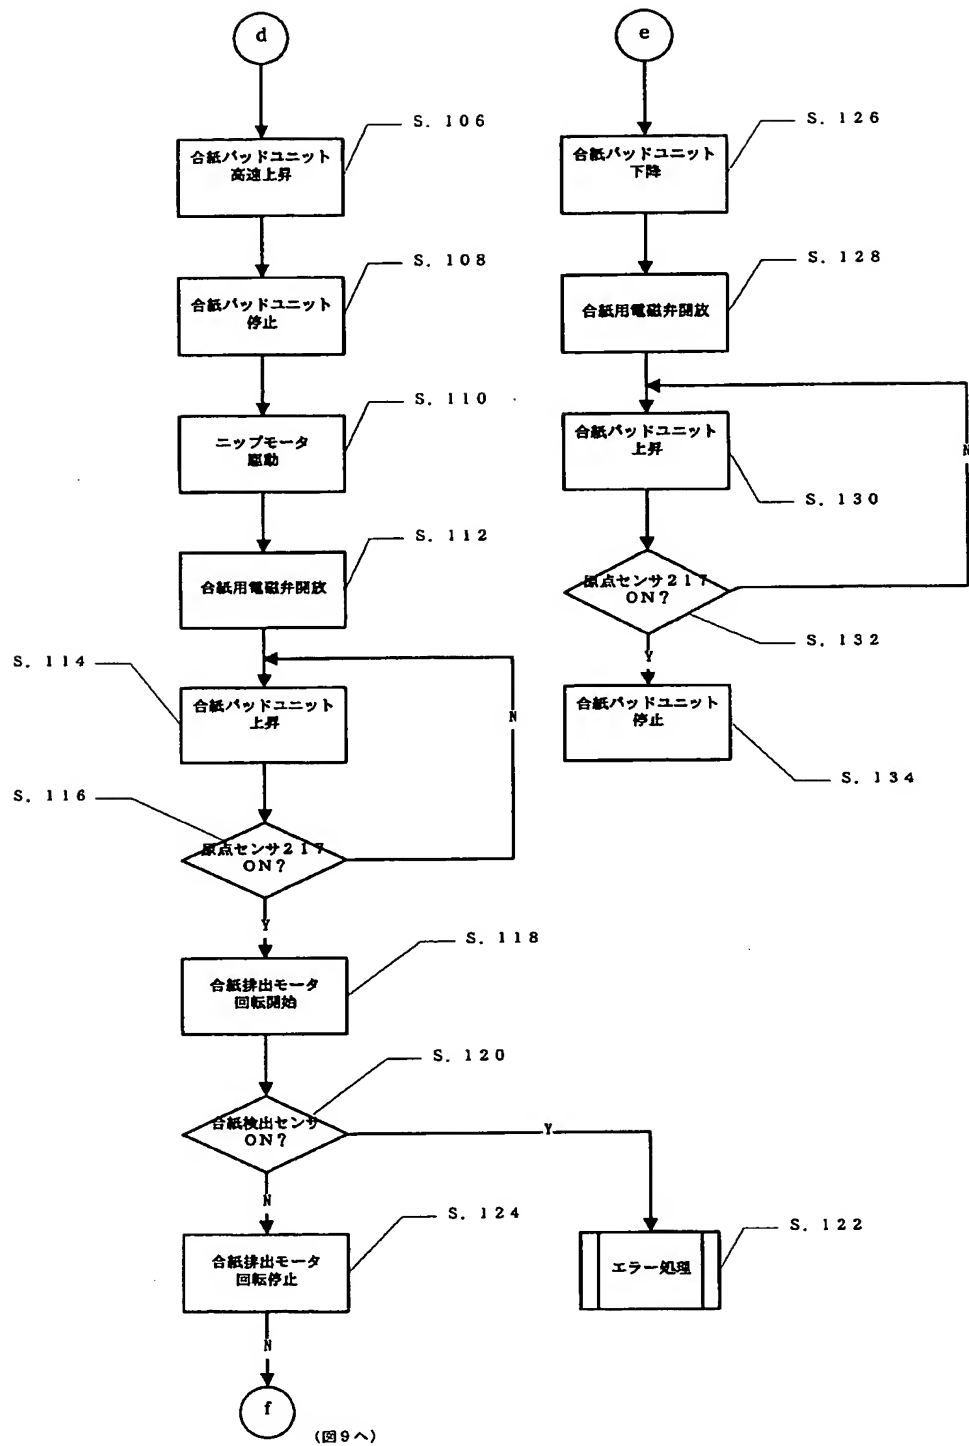 d
S. 106
合紙パッドユニット
高速上昇
S. 108
合紙パッドユニット
停止
S. 110
ニップモータ
駆動
S. 112
合紙用電磁弁開放
S. 114
合紙パッドユニット
上昇
N
S. 116
原点センサ217
ON?
Y
S. 118
合紙排出モータ
回転開始
S. 120
合紙検出センサ
ON?
Y
N
S. 124
合紙排出モータ
回転停止
S. 122
エラー処理
N
f
(図9へ)
e
S. 126
合紙パッドユニット
下降
S. 128
合紙用電磁弁開放
合紙パッドユニット
上昇
N
S. 130
原点センサ217
ON?
S. 132
Y
合紙パッドユニット
停止
S. 134